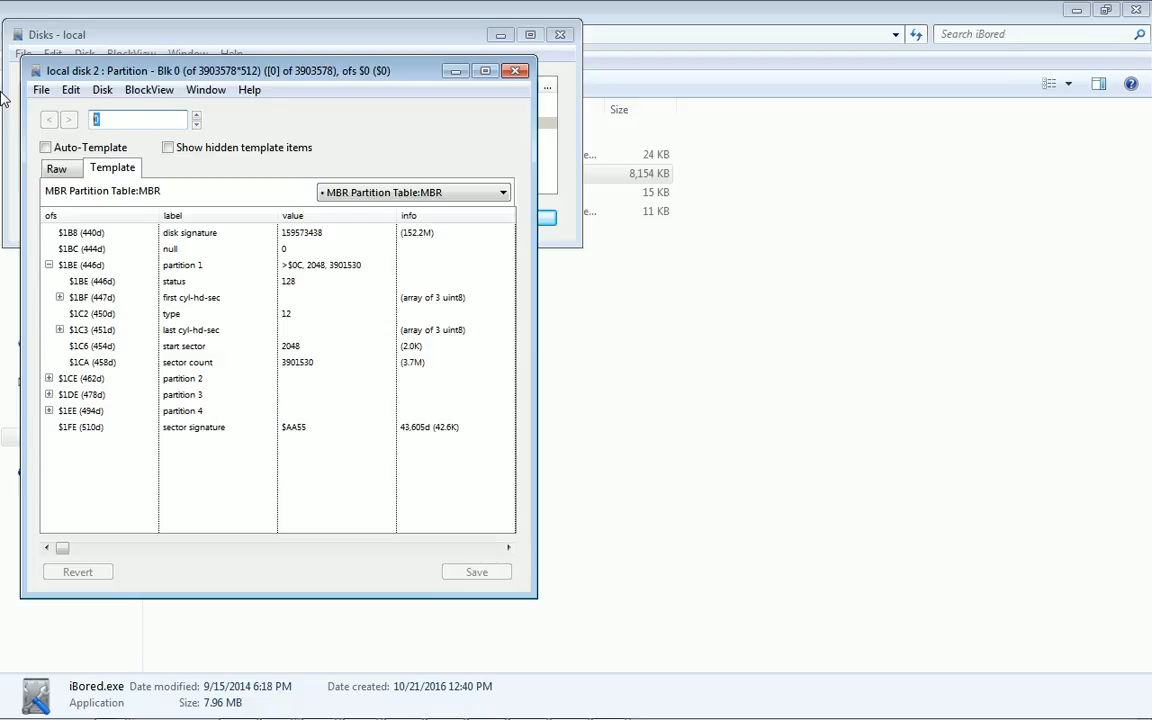 Disks - local
File Edit Disk BlockView Window Help
Search iBored
local disk 2 : Partition - Blk 0 (of 3903578*512) ([0] of 3903578), ofs $0 ($0)
File Edit Disk BlockView Window Help
...
Size
< > 0
Auto-Template Show hidden template items
e... 24 KB
Raw Template
8,154 KB
MBR Partition Table:MBR • MBR Partition Table:MBR
15 KB
e... 11 KB
ofs label value info
$1B8 (440d) disk signature 159573438 (152.2M)
$1BC (444d) null 0
$1BE (446d) partition 1 >$0C, 2048, 3901530
$1BE (446d) status 128
$1BF (447d) first cyl-hd-sec (array of 3 uint8)
$1C2 (450d) type 12
$1C3 (451d) last cyl-hd-sec (array of 3 uint8)
$1C6 (454d) start sector 2048 (2.0K)
$1CA (458d) sector count 3901530 (3.7M)
$1CE (462d) partition 2
$1DE (478d) partition 3
$1EE (494d) partition 4
$1FE (510d) sector signature $AA55 43,605d (42.6K)
Revert Save
iBored.exe Date modified: 9/15/2014 6:18 PM Date created: 10/21/2016 12:40 PM
Application Size: 7.96 MB